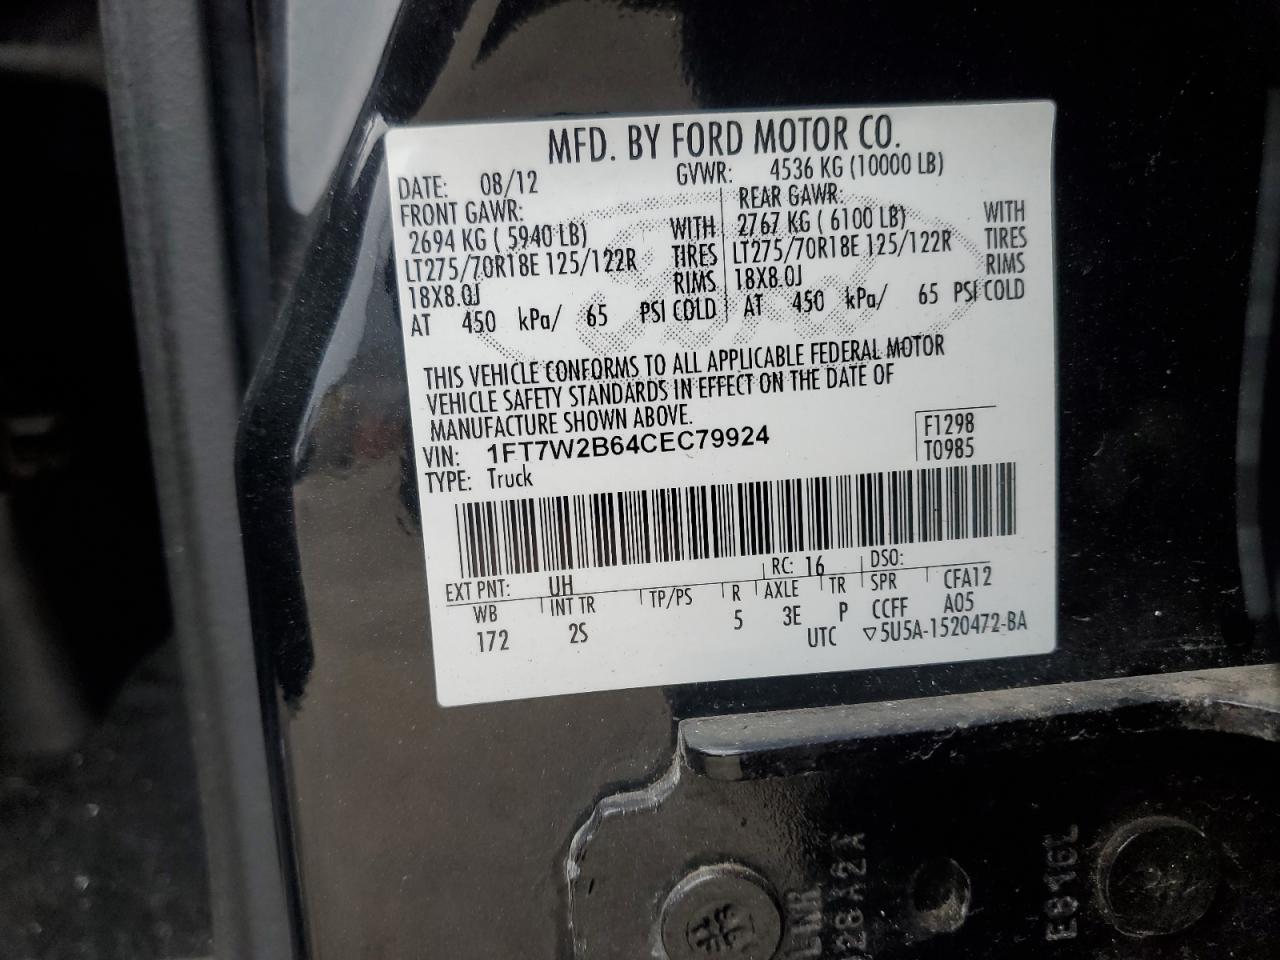 MFD. BY FORD MOTOR CO.
DATE: 08/12 GVWR: 4536 KG (10000 LB)
FRONT GAWR: REAR GAWR:
2694 KG ( 5940 LB) WITH 2767 KG ( 6100 LB) WITH
LT275/70R18E 125/122R TIRES LT275/70R18E 125/122R TIRES
18X8.0J RIMS 18X8.0J RIMS
AT 450 kPa/ 65 PSI COLD AT 450 kPa/ 65 PSI COLD
THIS VEHICLE CONFORMS TO ALL APPLICABLE FEDERAL MOTOR
VEHICLE SAFETY STANDARDS IN EFFECT ON THE DATE OF
MANUFACTURE SHOWN ABOVE.
VIN: 1FT7W2B64CEC79924 F1298
TYPE: Truck T0985
EXT PNT: UH RC: 16 DSO:
WB INT TR TP/PS R AXLE TR SPR CFA12
172 2S 5 3E P CCFF A05
UTC ▽5U5A-1520472-BA
E816L